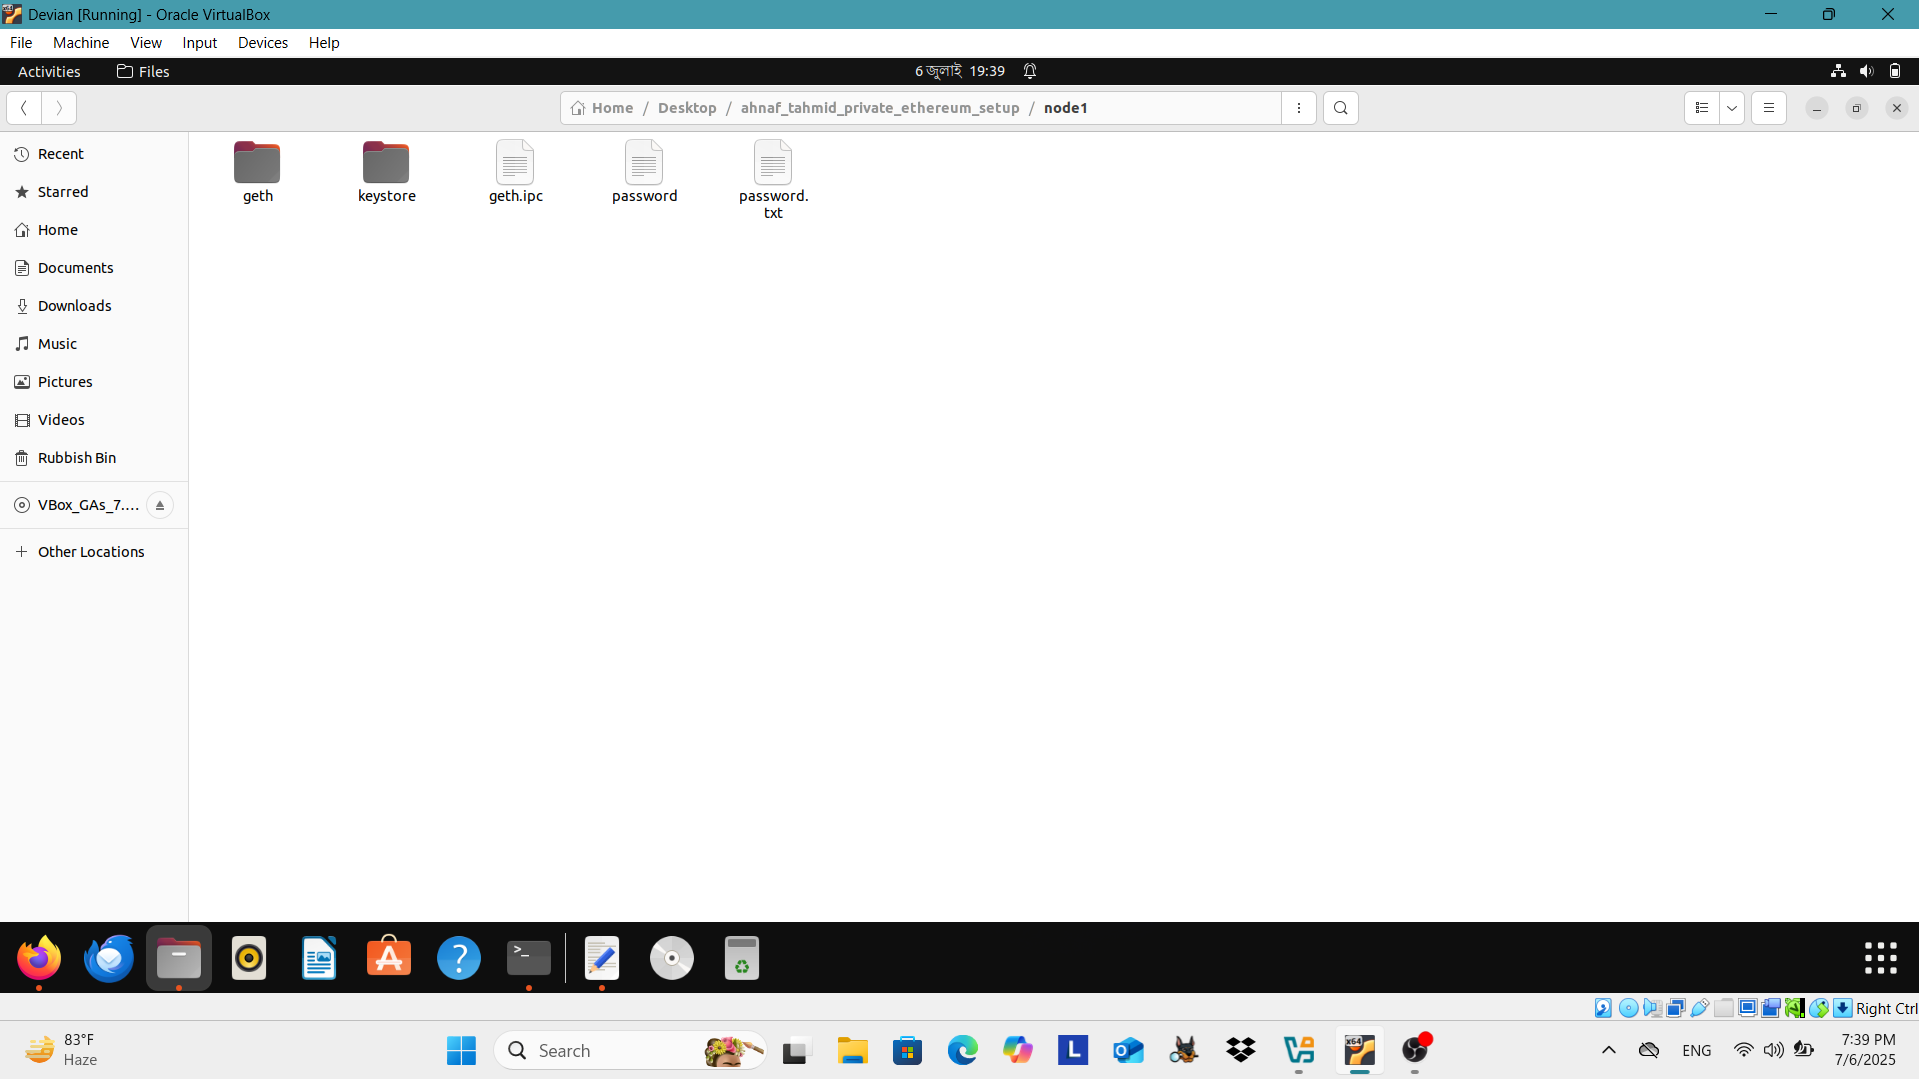 Devian [Running] - Oracle VirtualBox
File Machine View Input Devices Help
Activities Files 6 জুলাই 19:39
Home / Desktop / ahnaf_tahmid_private_ethereum_setup / node1
Recent
Starred
Home
Documents
Downloads
Music
Pictures
Videos
Rubbish Bin
VBox_GAs_7....
Other Locations
geth
keystore
geth.ipc
password
password.
txt
Right Ctrl
83°F
Haze
Search
ENG
7:39 PM
7/6/2025